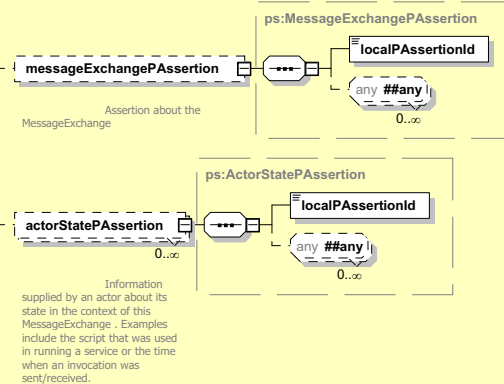 ps:MessageExchangePAssertion
messageExchangePAssertion
localPAssertionId
any ##any
0..∞
Assertion about the
MessageExchange
ps:ActorStatePAssertion
actorStatePAssertion
0..∞
localPAssertionId
any ##any
0..∞
Information
supplied by an actor about its
state in the context of this
MessageExchange . Examples
include the script that was used
in running a service or the time
when an invocation was
sent/received.